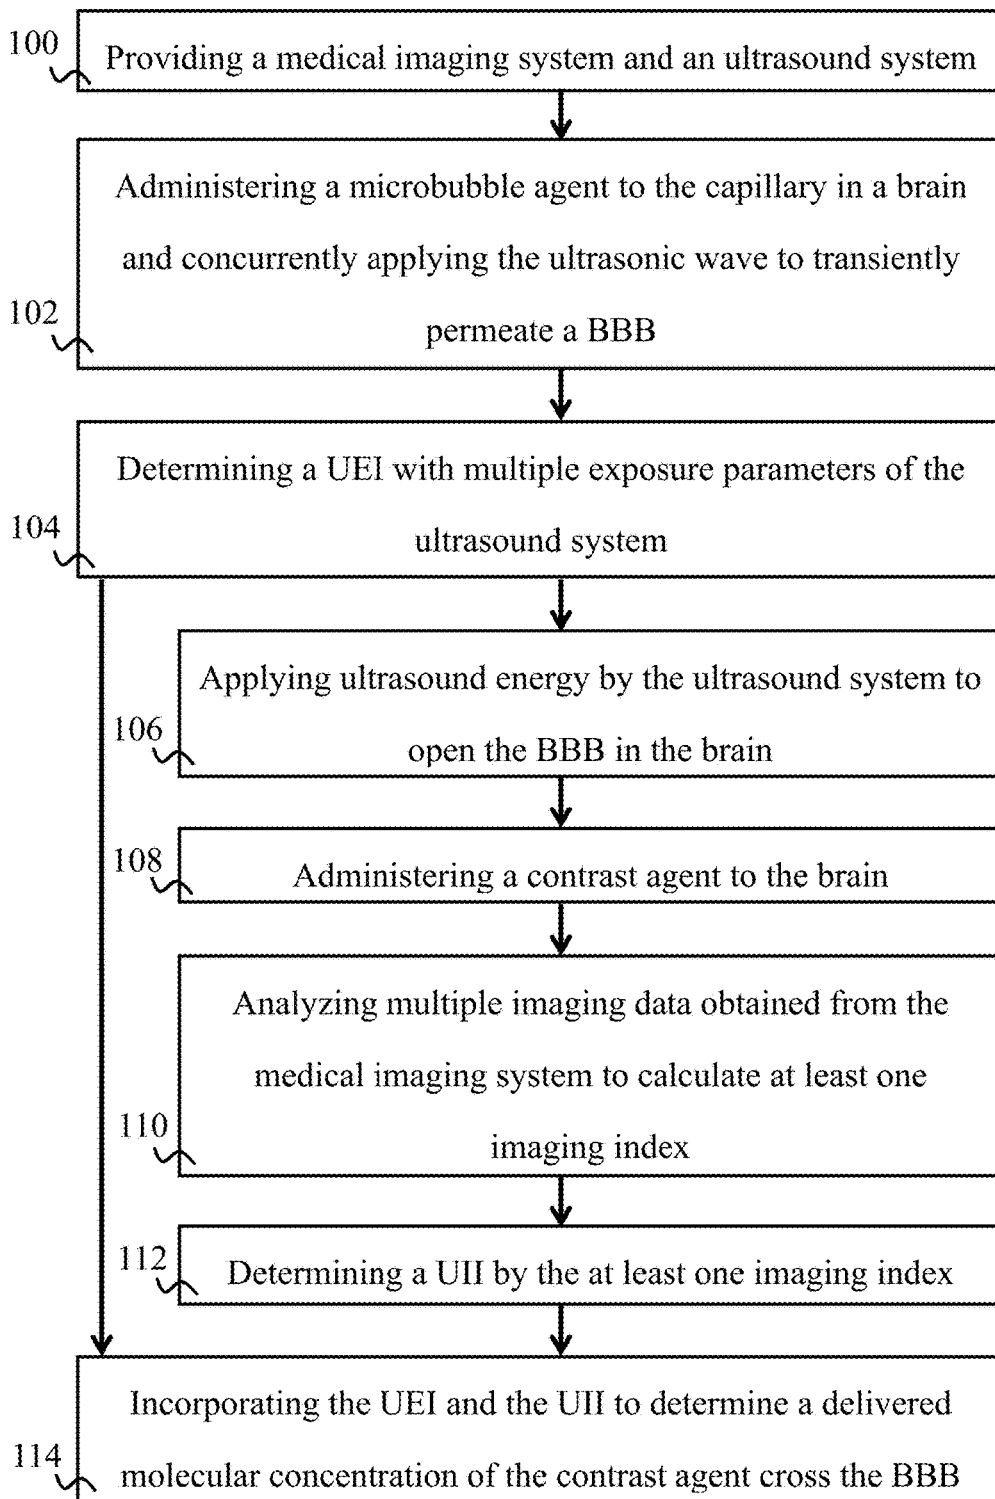 100
Providing a medical imaging system and an ultrasound system
Administering a microbubble agent to the capillary in a brain
and concurrently applying the ultrasonic wave to transiently
102
permeate a BBB
Determining a UEI with multiple exposure parameters of the
104
ultrasound system
Applying ultrasound energy by the ultrasound system to
106
open the BBB in the brain
108
Administering a contrast agent to the brain
Analyzing multiple imaging data obtained from the
medical imaging system to calculate at least one
110
imaging index
112
Determining a UII by the at least one imaging index
Incorporating the UEI and the UII to determine a delivered
114
molecular concentration of the contrast agent cross the BBB